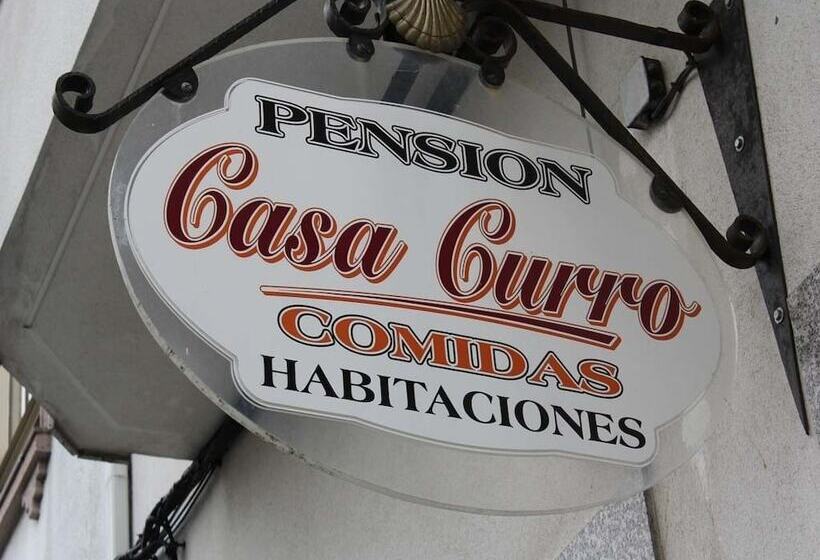 PENSION
Casa Curro
COMIDAS
HABITACIONES